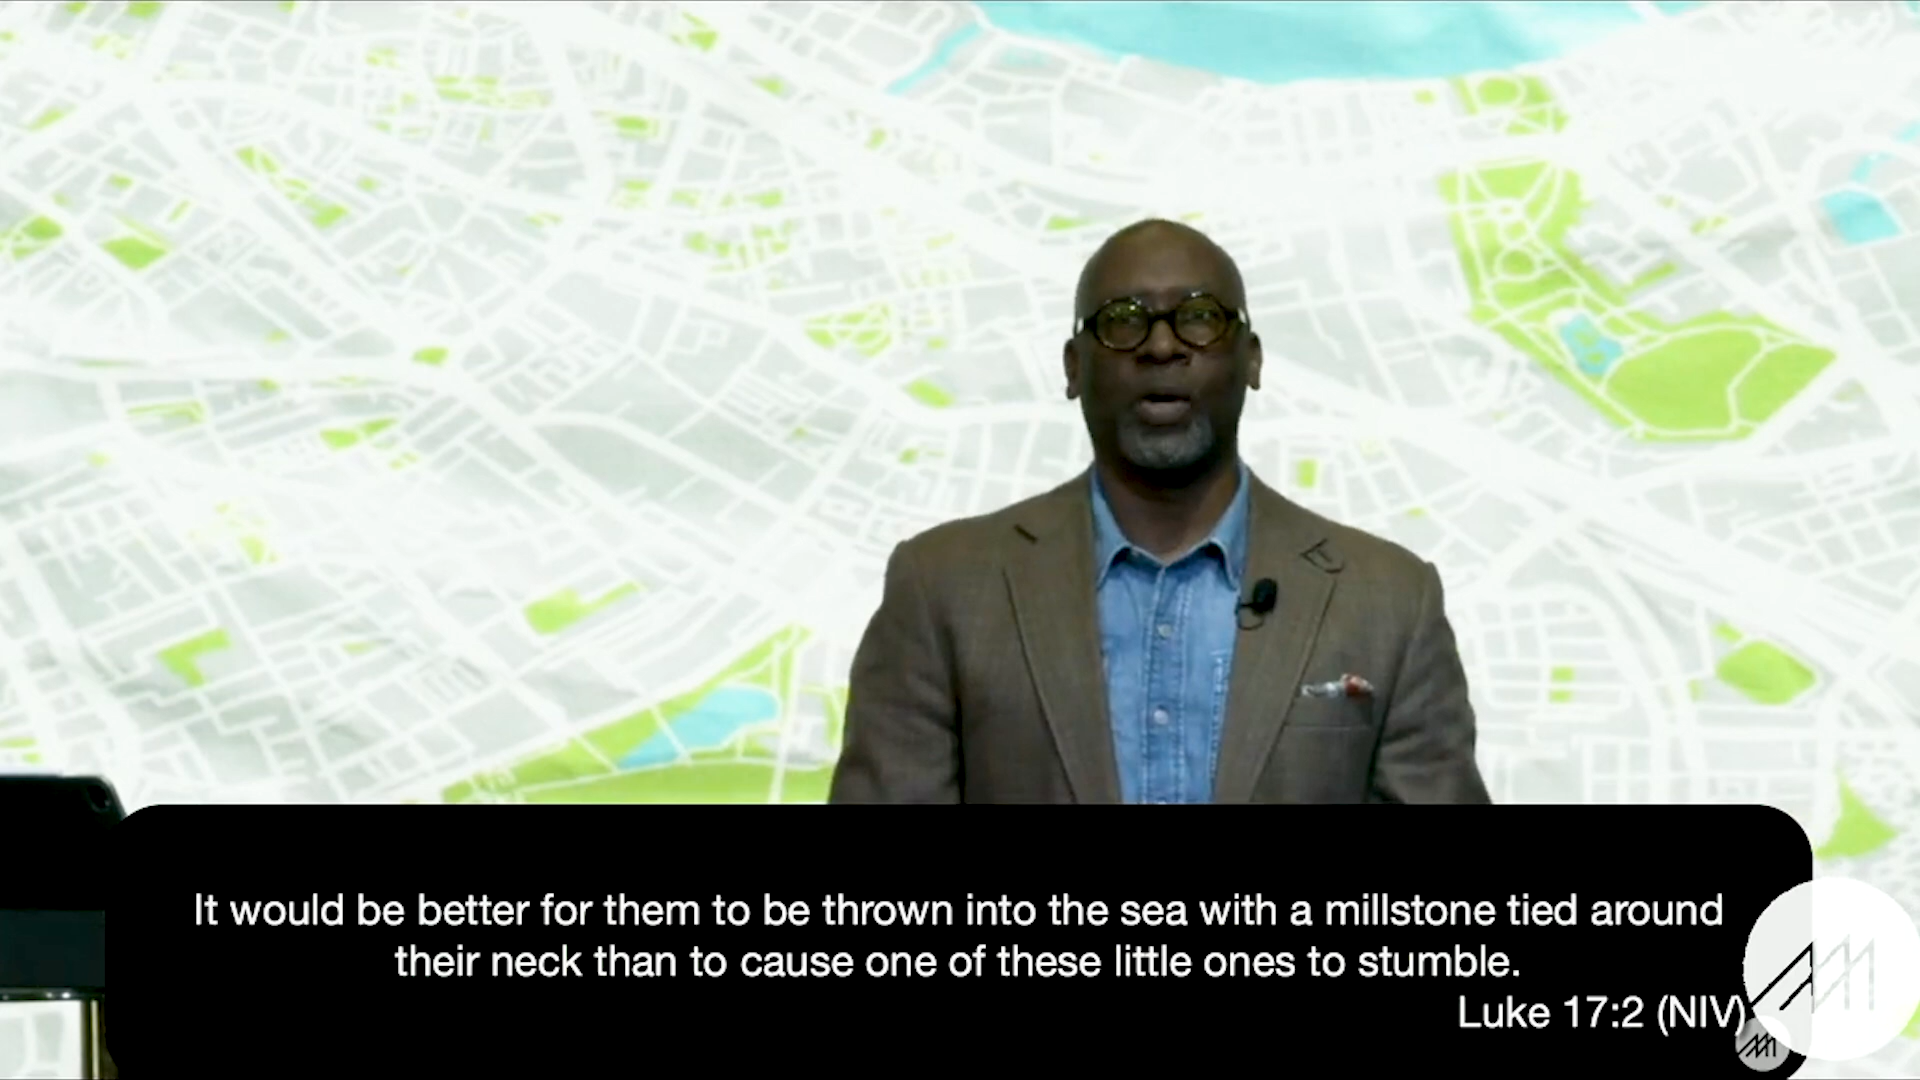 It would be better for them to be thrown into the sea with a millstone tied around
their neck than to cause one of these little ones to stumble.
Luke 17:2 (NIV)